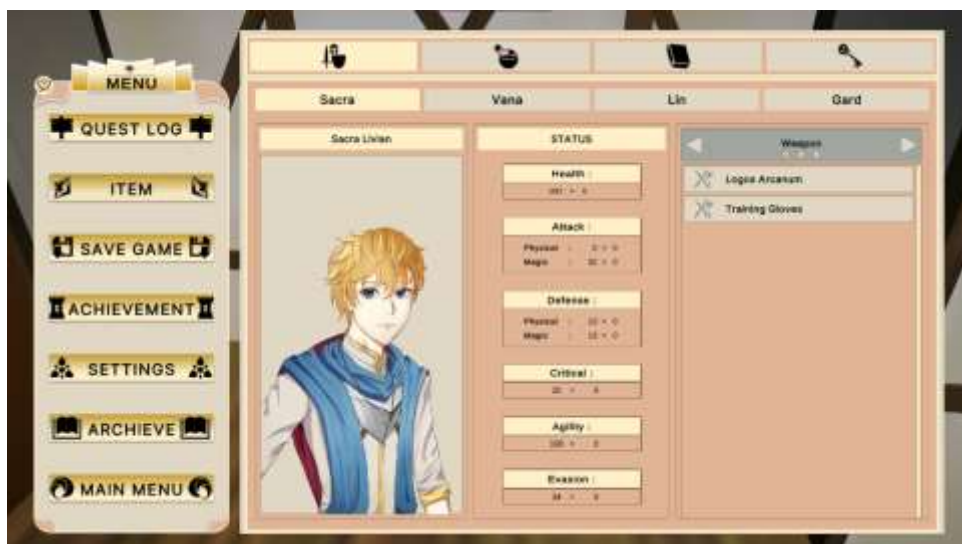 MENU
QUEST LOG
ITEM
SAVE GAME
ACHIEVEMENT
SETTINGS
ARCHIEVE
MAIN MENU
Sacra Vana Lin Gard
Sacra Livian
STATUS
Health :
Attack :
Physical :
Magic :
Defense :
Physical :
Magic :
Critical :
Agility :
Evasion :
Weapon
Logos Arcanum
Training Gloves